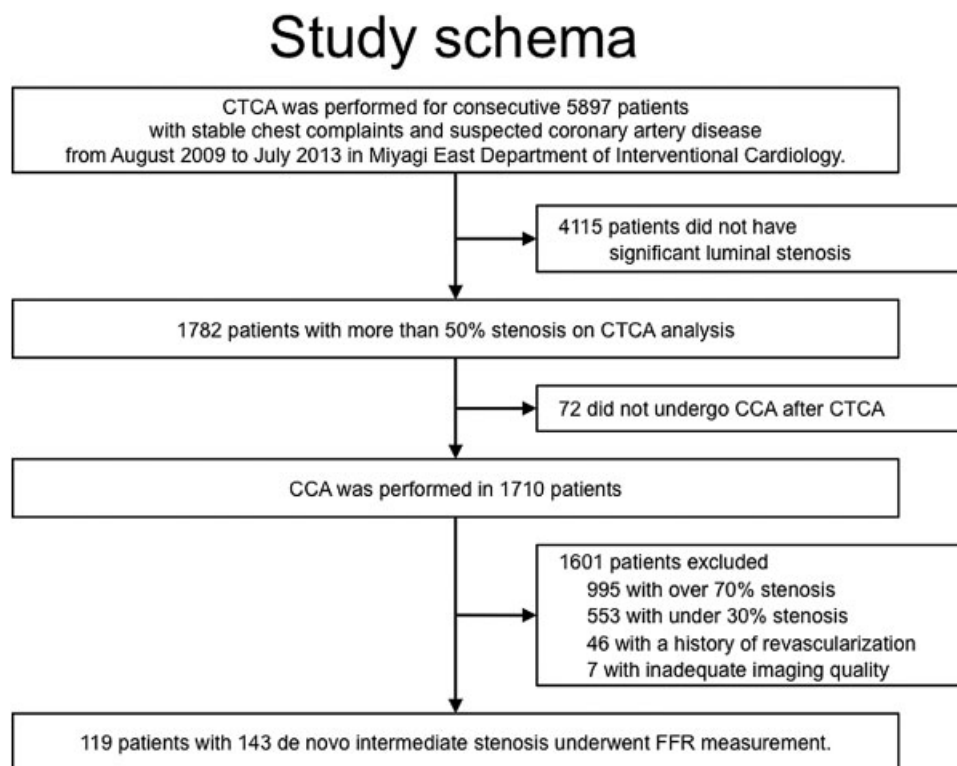 Study schema
CTCA was performed for consecutive 5897 patients
with stable chest complaints and suspected coronary artery disease
from August 2009 to July 2013 in Miyagi East Department of Interventional Cardiology.
4115 patients did not have
significant luminal stenosis
1782 patients with more than 50% stenosis on CTCA analysis
72 did not undergo CCA after CTCA
CCA was performed in 1710 patients
1601 patients excluded
995 with over 70% stenosis
553 with under 30% stenosis
46 with a history of revascularization
7 with inadequate imaging quality
119 patients with 143 de novo intermediate stenosis underwent FFR measurement.